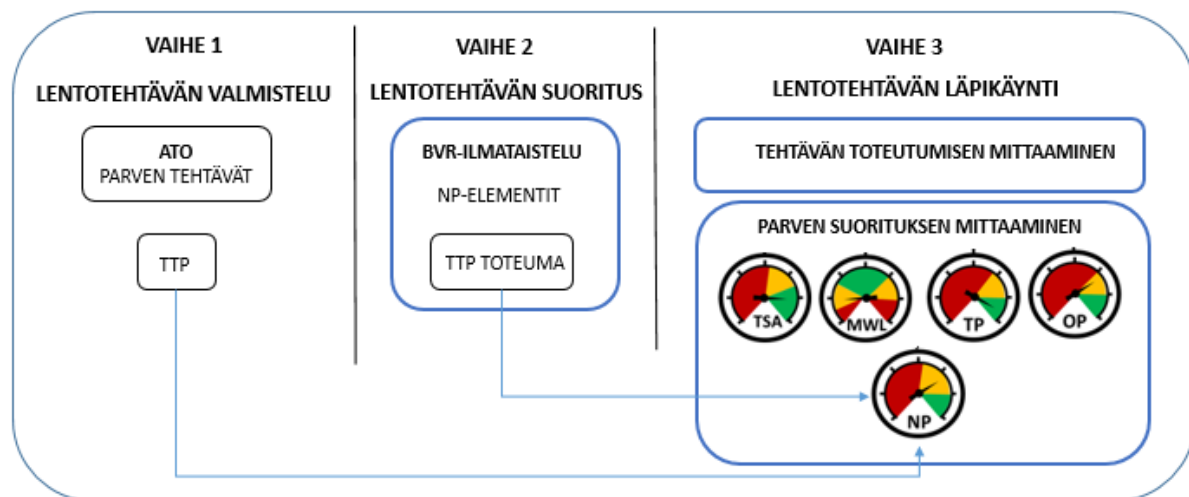 VAIHE 1
LENTOTEHTÄVÄN VALMISTELU
ATO
PARVEN TEHTÄVÄT
TTP
VAIHE 2
LENTOTEHTÄVÄN SUORITUS
BVR-ILMATAISTELU
NP-ELEMENTIT
TTP TOTEUMA
VAIHE 3
LENTOTEHTÄVÄN LÄPIKÄYNTI
TEHTÄVÄN TOTEUTUMISEN MITTAAMINEN
PARVEN SUORITUKSEN MITTAAMINEN
TSA
MWL
TP
OP
NP